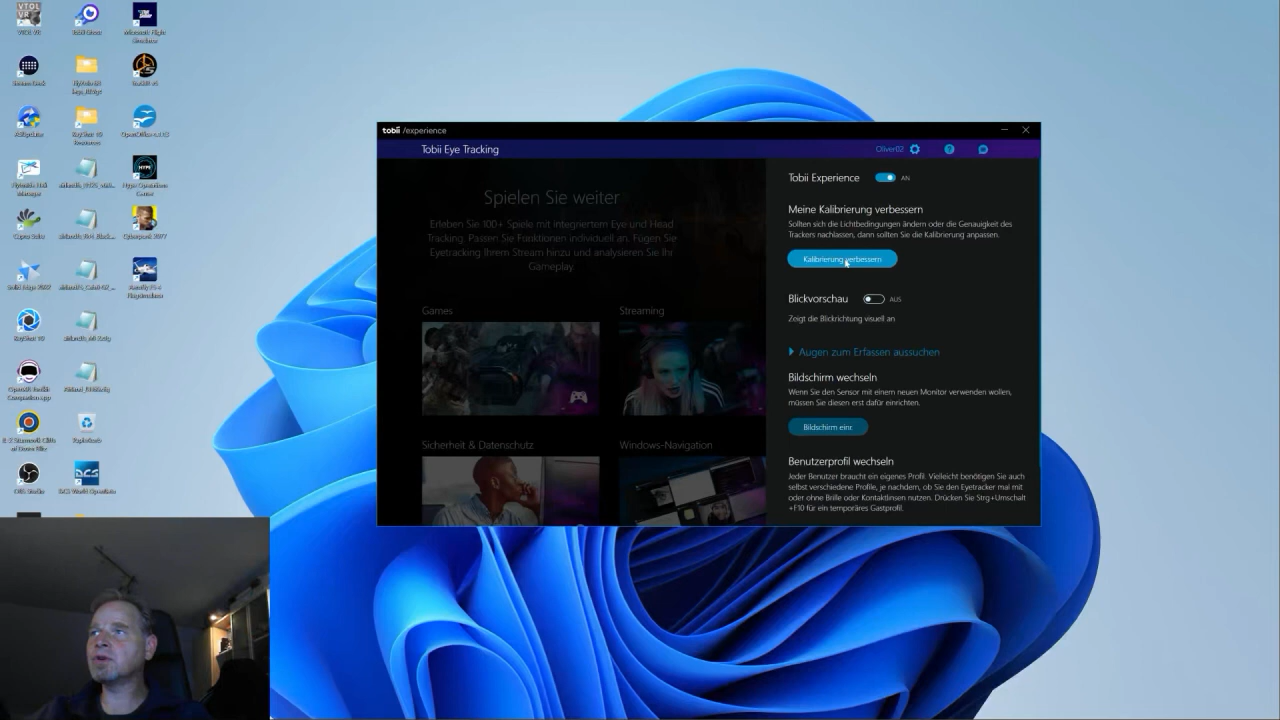 tobii /experience
Tobii Eye Tracking
Oliver02
Spielen Sie weiter
Erleben Sie 100+ Spiele mit integriertem Eye-und Head
Tracking. Passen Sie Funktionen individuell an. Fügen Sie
Eyetracking Ihrem Stream hinzu und analysieren Sie Ihr
Gameplay.
Games
Streaming
Sicherheit & Datenschutz
Windows-Navigation
Tobii Experience
AN
Meine Kalibrierung verbessern
Sollten sich die Lichtbedingungen ändern oder die Genauigkeit des
Trackers nachlassen, dann sollten Sie die Kalibrierung anpassen.
Kalibrierung verbessern
Blickvorschau
AUS
Zeigt die Blickrichtung visuell an
Augen zum Erfassen aussuchen
Bildschirm wechseln
Wenn Sie den Sensor mit einem neuen Monitor verwenden wollen,
müssen Sie diesen erst dafür einrichten.
Bildschirm einr.
Benutzerprofil wechseln
Jeder Benutzer braucht ein eigenes Profil. Vielleicht benötigen Sie auch
selbst verschiedene Profile, je nachdem, ob Sie den Eyetracker mal mit
oder ohne Brille oder Kontaktlinsen nutzen. Drücken Sie Strg+Umschalt
+F10 für ein temporäres Gastprofil.
VTOL VR
Tobii Ghost
Microsoft Flight
Simulator
Stream Deck
Cyberpunk 2077
Papierkorb
OBS Studio